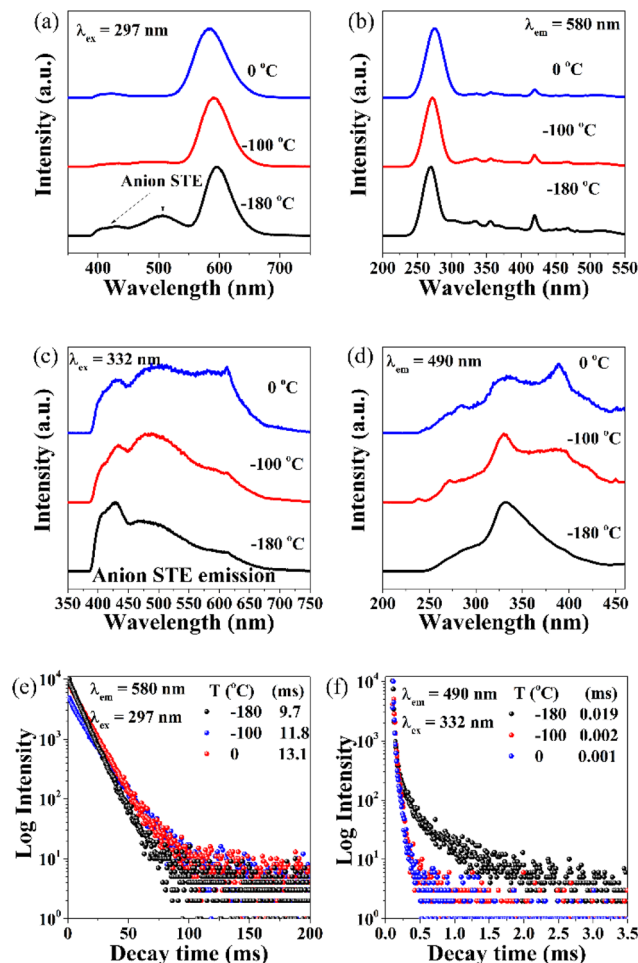 (a) λex = 297 nm
0 °C
-100 °C
Anion STE
-180 °C
Intensity (a.u.)
400 500 600 700
Wavelength (nm)
(b) λem = 580 nm
0 °C
-100 °C
-180 °C
Intensity (a.u.)
200 250 300 350 400 450 500 550
Wavelength (nm)
(c) λex = 332 nm
0 °C
-100 °C
-180 °C
Anion STE emission
Intensity (a.u.)
350 400 450 500 550 600 650 700 750
Wavelength (nm)
(d) λem = 490 nm
0 °C
-100 °C
-180 °C
Intensity (a.u.)
200 250 300 350 400 450
Wavelength (nm)
(e) λem = 580 nm
λex = 297 nm
T (°C) (ms)
-180 9.7
-100 11.8
0 13.1
Log Intensity
10⁴
10³
10²
10¹
10⁰
0 50 100 150 200
Decay time (ms)
(f) λem = 490 nm
λex = 332 nm
T (°C) (ms)
-180 0.019
-100 0.002
0 0.001
Log Intensity
10⁴
10³
10²
10¹
10⁰
0.0 0.5 1.0 1.5 2.0 2.5 3.0 3.5
Decay time (ms)